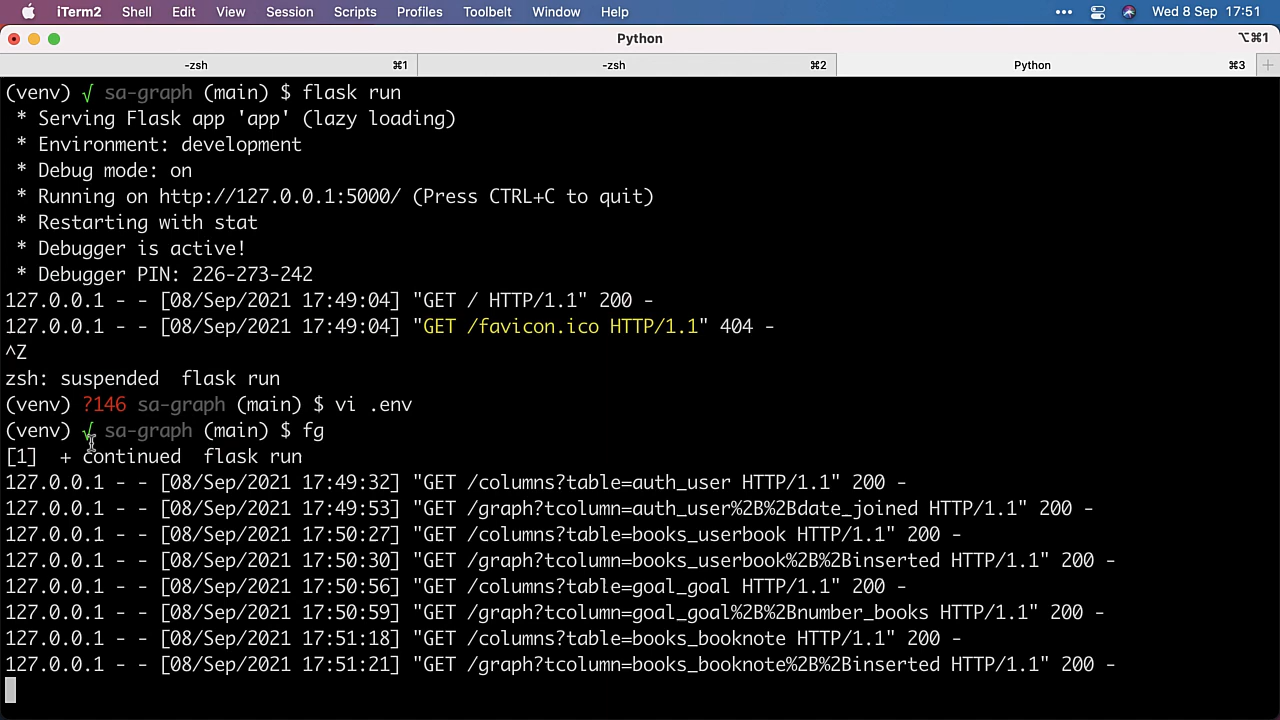 iTerm2 Shell Edit View Session Scripts Profiles Toolbelt Window Help ••• Wed 8 Sep 17:51
Python ⌥⌘1
-zsh ⌘1 -zsh ⌘2 Python ⌘3 +
(venv) √ sa-graph (main) $ flask run
 * Serving Flask app 'app' (lazy loading)
 * Environment: development
 * Debug mode: on
 * Running on http://127.0.0.1:5000/ (Press CTRL+C to quit)
 * Restarting with stat
 * Debugger is active!
 * Debugger PIN: 226-273-242
127.0.0.1 - - [08/Sep/2021 17:49:04] "GET / HTTP/1.1" 200 -
127.0.0.1 - - [08/Sep/2021 17:49:04] "GET /favicon.ico HTTP/1.1" 404 -
^Z
zsh: suspended  flask run
(venv) ?146 sa-graph (main) $ vi .env
(venv) √ sa-graph (main) $ fg
[1]  + continued  flask run
127.0.0.1 - - [08/Sep/2021 17:49:32] "GET /columns?table=auth_user HTTP/1.1" 200 -
127.0.0.1 - - [08/Sep/2021 17:49:53] "GET /graph?tcolumn=auth_user%2B%2Bdate_joined HTTP/1.1" 200 -
127.0.0.1 - - [08/Sep/2021 17:50:27] "GET /columns?table=books_userbook HTTP/1.1" 200 -
127.0.0.1 - - [08/Sep/2021 17:50:30] "GET /graph?tcolumn=books_userbook%2B%2Binserted HTTP/1.1" 200 -
127.0.0.1 - - [08/Sep/2021 17:50:56] "GET /columns?table=goal_goal HTTP/1.1" 200 -
127.0.0.1 - - [08/Sep/2021 17:50:59] "GET /graph?tcolumn=goal_goal%2B%2Bnumber_books HTTP/1.1" 200 -
127.0.0.1 - - [08/Sep/2021 17:51:18] "GET /columns?table=books_booknote HTTP/1.1" 200 -
127.0.0.1 - - [08/Sep/2021 17:51:21] "GET /graph?tcolumn=books_booknote%2B%2Binserted HTTP/1.1" 200 -